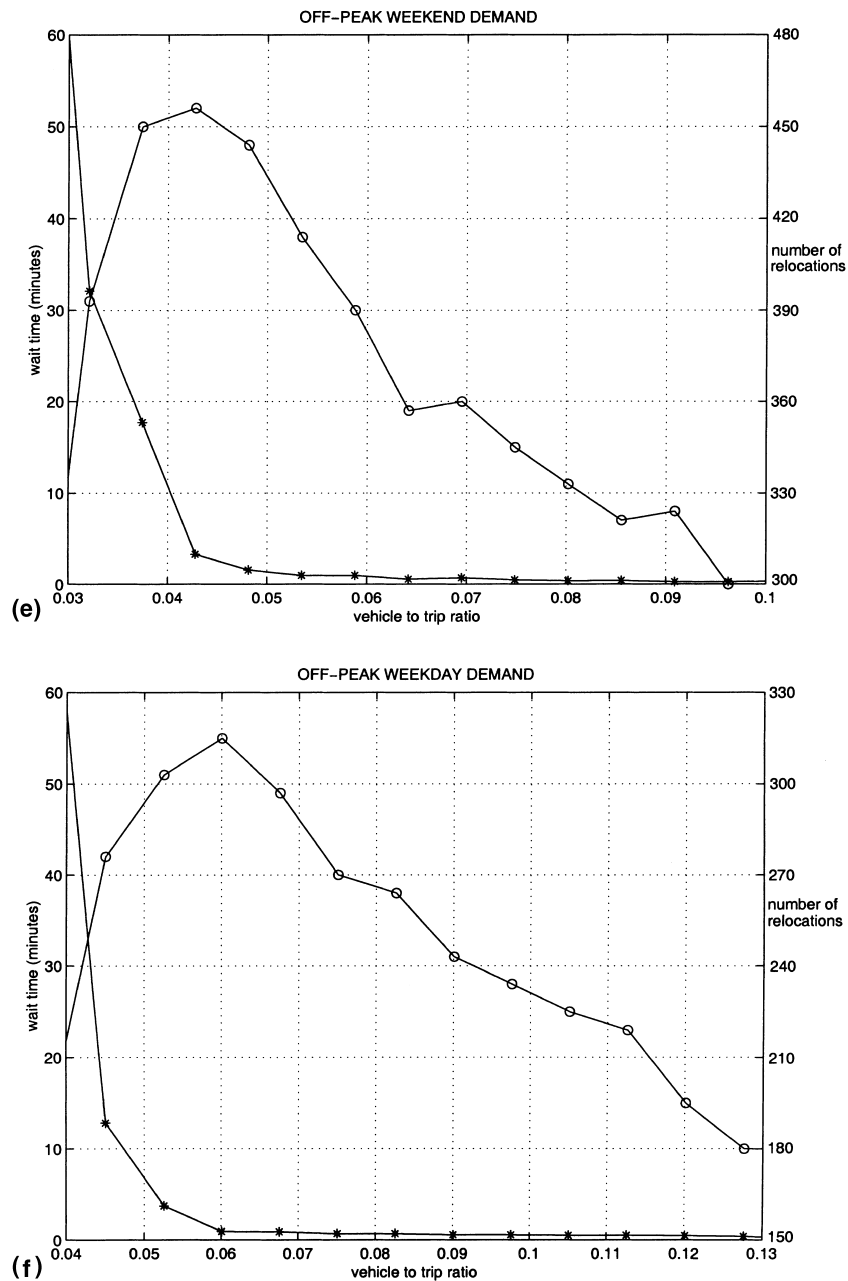 OFF–PEAK WEEKEND DEMAND
60
50
40
30
20
10
0
wait time (minutes)
480
450
420
390
360
330
300
number of
relocations
0.03 0.04 0.05 0.06 0.07 0.08 0.09 0.1
vehicle to trip ratio
(e)
OFF–PEAK WEEKDAY DEMAND
60
50
40
30
20
10
0
wait time (minutes)
330
300
270
240
210
180
150
number of
relocations
0.04 0.05 0.06 0.07 0.08 0.09 0.1 0.11 0.12 0.13
vehicle to trip ratio
(f)